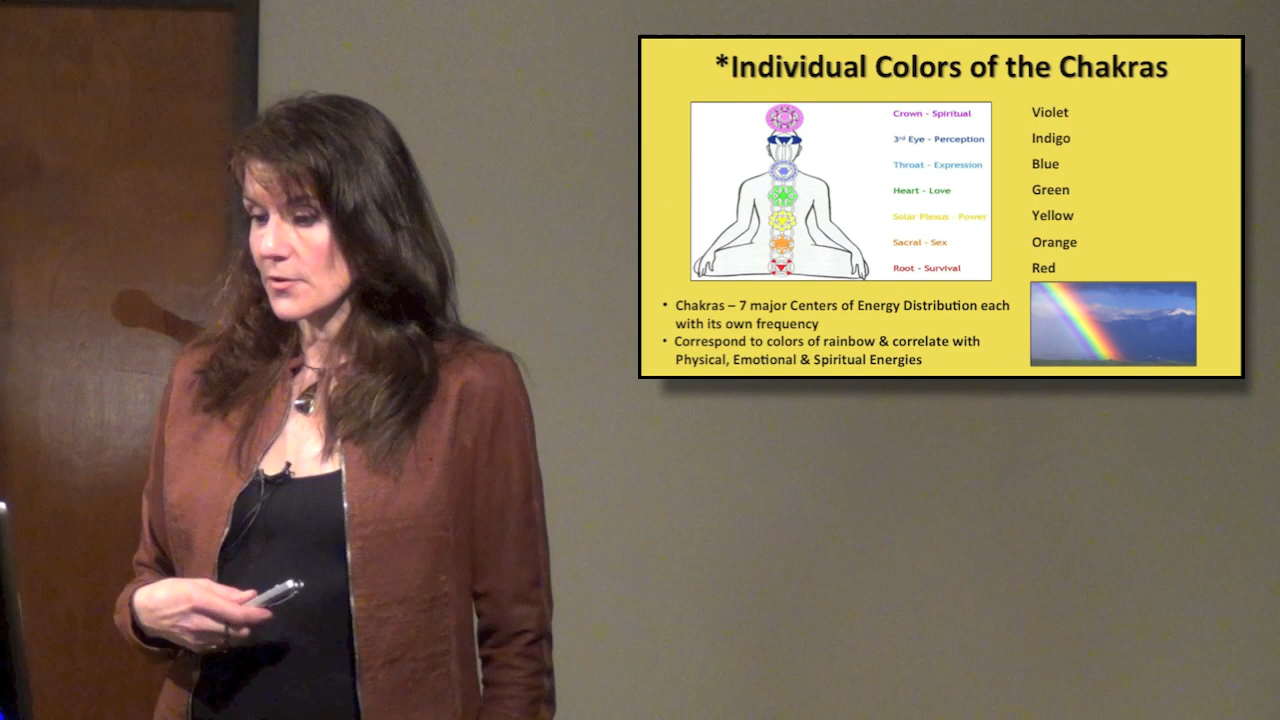 *Individual Colors of the Chakras
Crown - Spiritual Violet
3rd Eye - Perception Indigo
Throat - Expression Blue
Heart - Love Green
Solar Plexus - Power Yellow
Sacral - Sex Orange
Root - Survival Red
• Chakras – 7 major Centers of Energy Distribution each
with its own frequency
• Correspond to colors of rainbow & correlate with
Physical, Emotional & Spiritual Energies